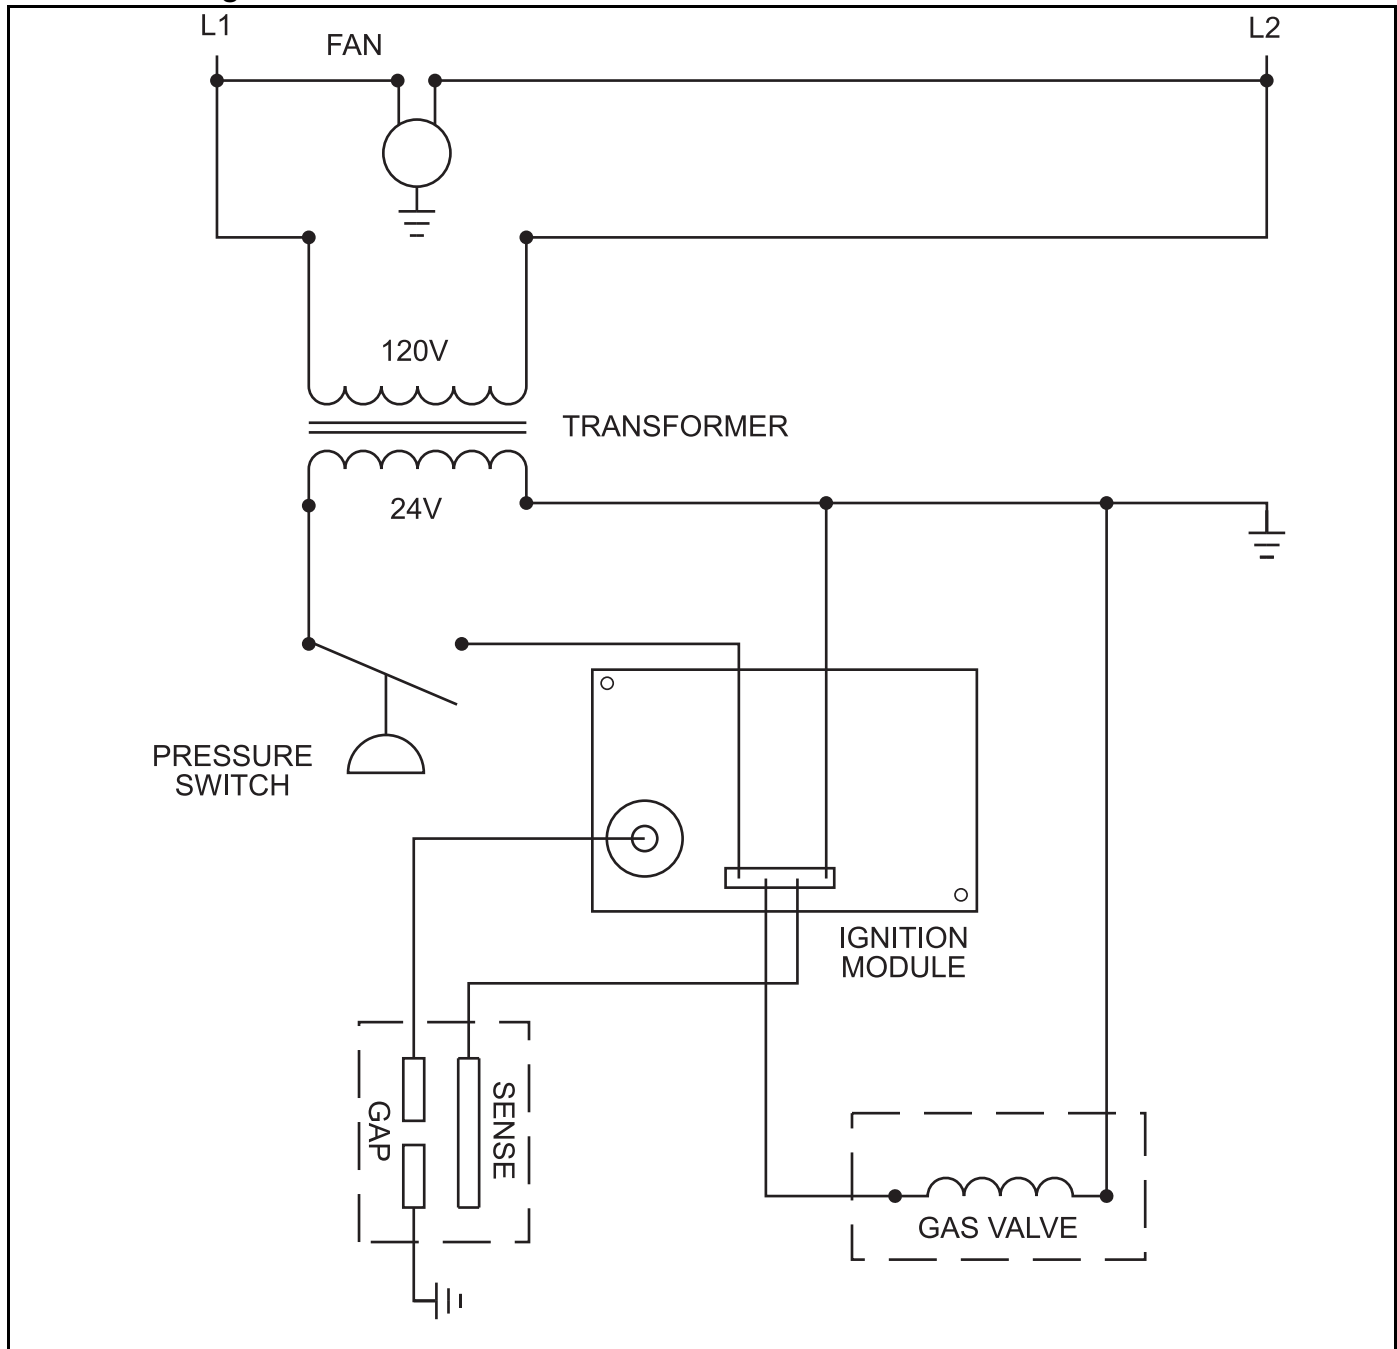 L1
FAN
L2
120V
TRANSFORMER
24V
PRESSURE
SWITCH
IGNITION
MODULE
GAP
SENSE
GAS VALVE